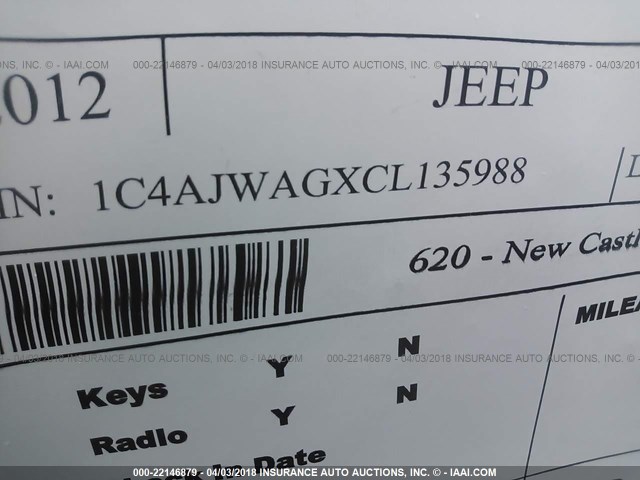 000-22146879 - 04/03/2018 INSURANCE AUTO AUCTIONS, INC. © - IAAI.COM
2012 JEEP
IN: 1C4AJWAGXCL135988
620 - New Castl
000-22146879 - 04/03/2018 INSURANCE AUTO AUCTIONS, INC. © - IAAI.COM
MILEA
Keys Y N
Radio Y N
Date
000-22146879 - 04/03/2018 INSURANCE AUTO AUCTIONS, INC. © - IAAI.COM